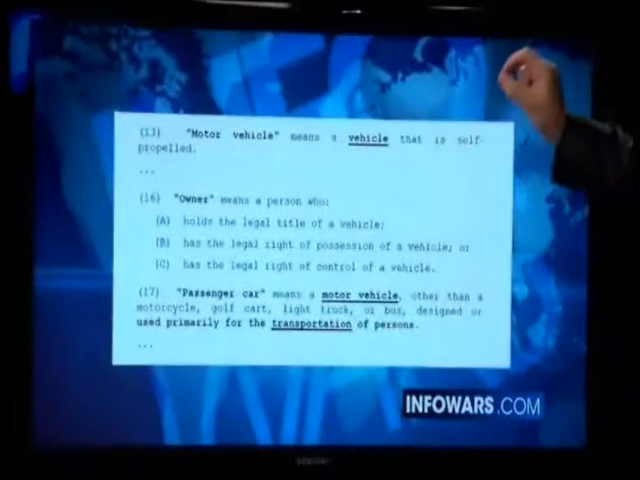 (13) "Motor vehicle" means a vehicle that is self-
propelled.
...
(16) "Owner" means a person who:
(A) holds the legal title of a vehicle;
(B) has the legal right of possession of a vehicle; or
(C) has the legal right of control of a vehicle.
(17) "Passenger car" means a motor vehicle, other than a
motorcycle, golf cart, light truck, or bus, designed or
used primarily for the transportation of persons.
...
INFOWARS.COM